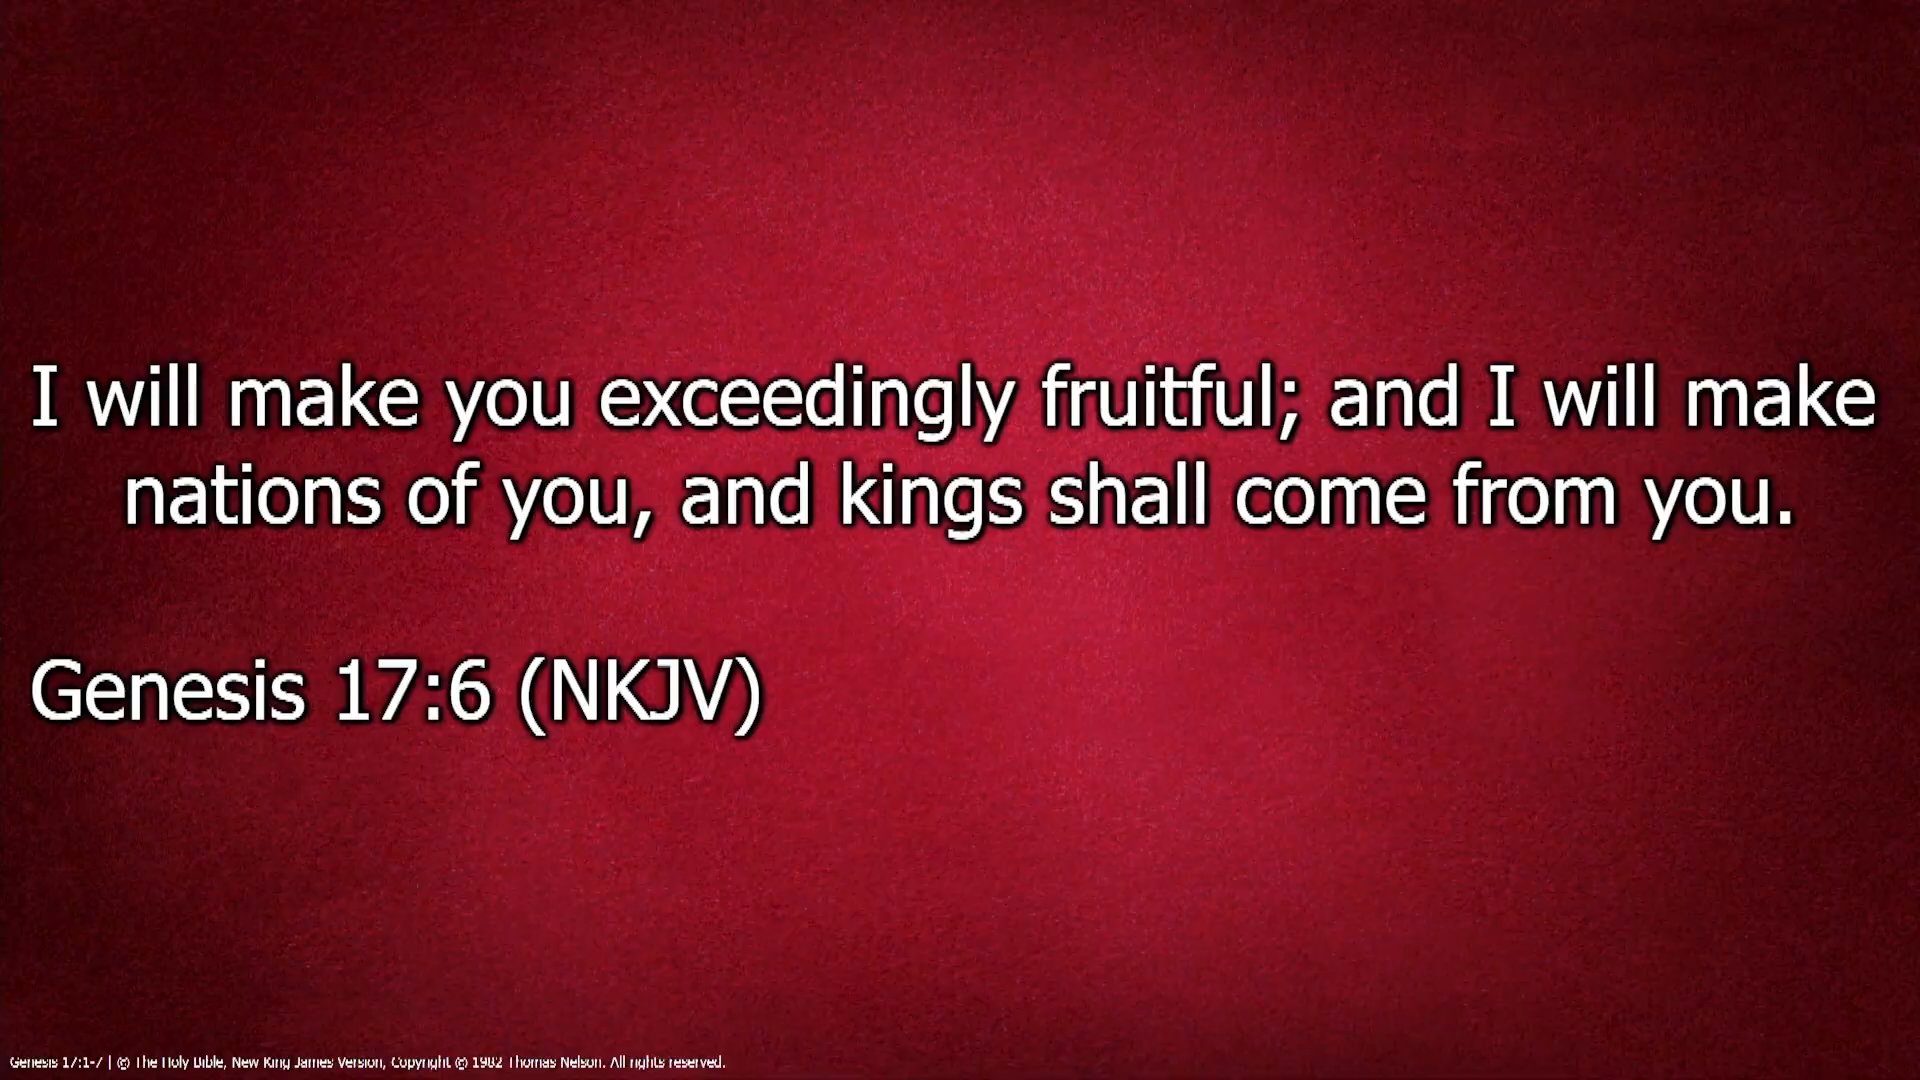 I will make you exceedingly fruitful; and I will make
nations of you, and kings shall come from you.
Genesis 17:6 (NKJV)
Genesis 17:1-7 | © The Holy Bible, New King James Version, Copyright © 1982 Thomas Nelson. All rights reserved.